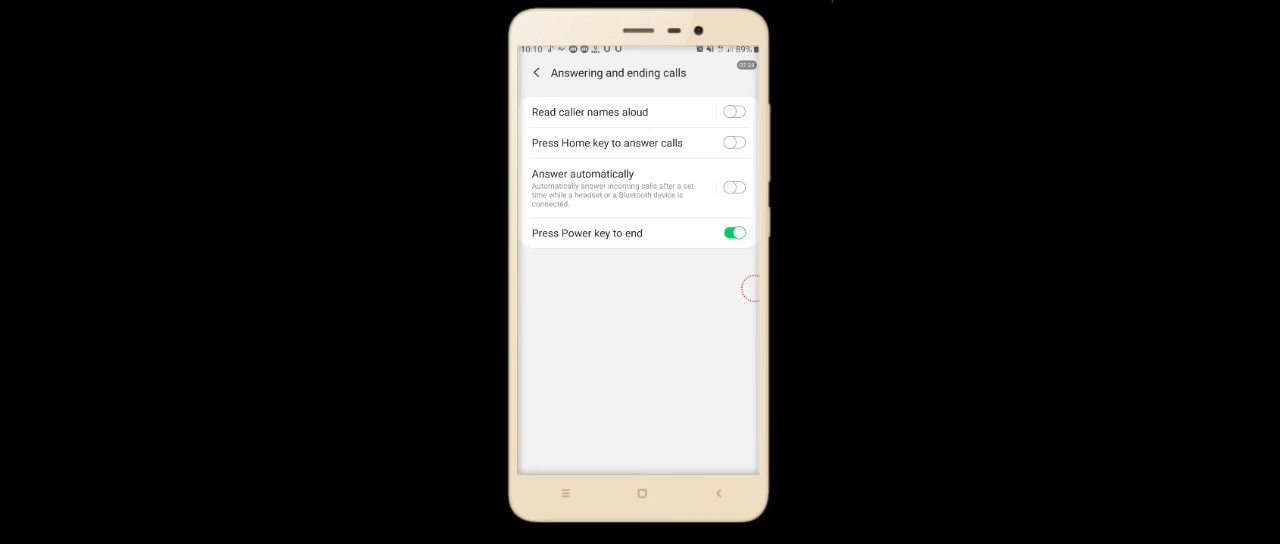 10:10 89%
07:24
Answering and ending calls
Read caller names aloud
Press Home key to answer calls
Answer automatically
Automatically answer incoming calls after a set
time while a headset or a Bluetooth device is
connected.
Press Power key to end